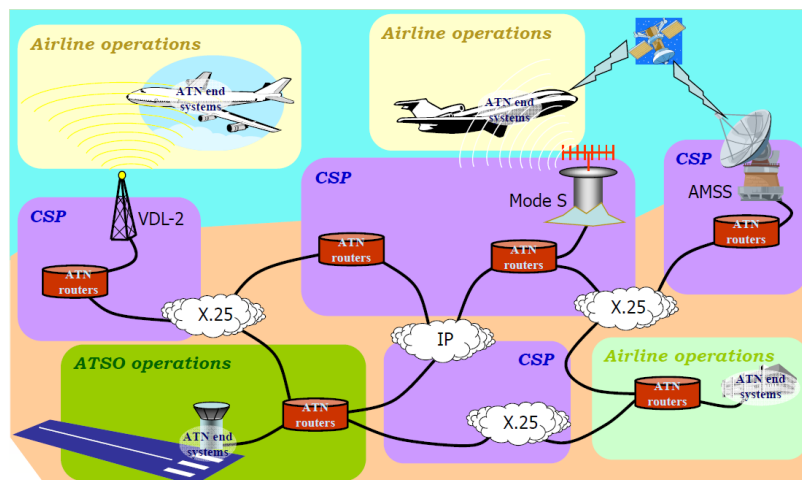 Airline operations
ATN end
systems
Airline operations
ATN end
systems
CSP
VDL-2
ATN
routers
CSP
Mode S
ATN
routers
ATN
routers
CSP
AMSS
ATN
routers
X.25
IP
X.25
ATSO operations
ATN end
systems
ATN
routers
CSP
X.25
Airline operations
ATN
routers
ATN end
systems